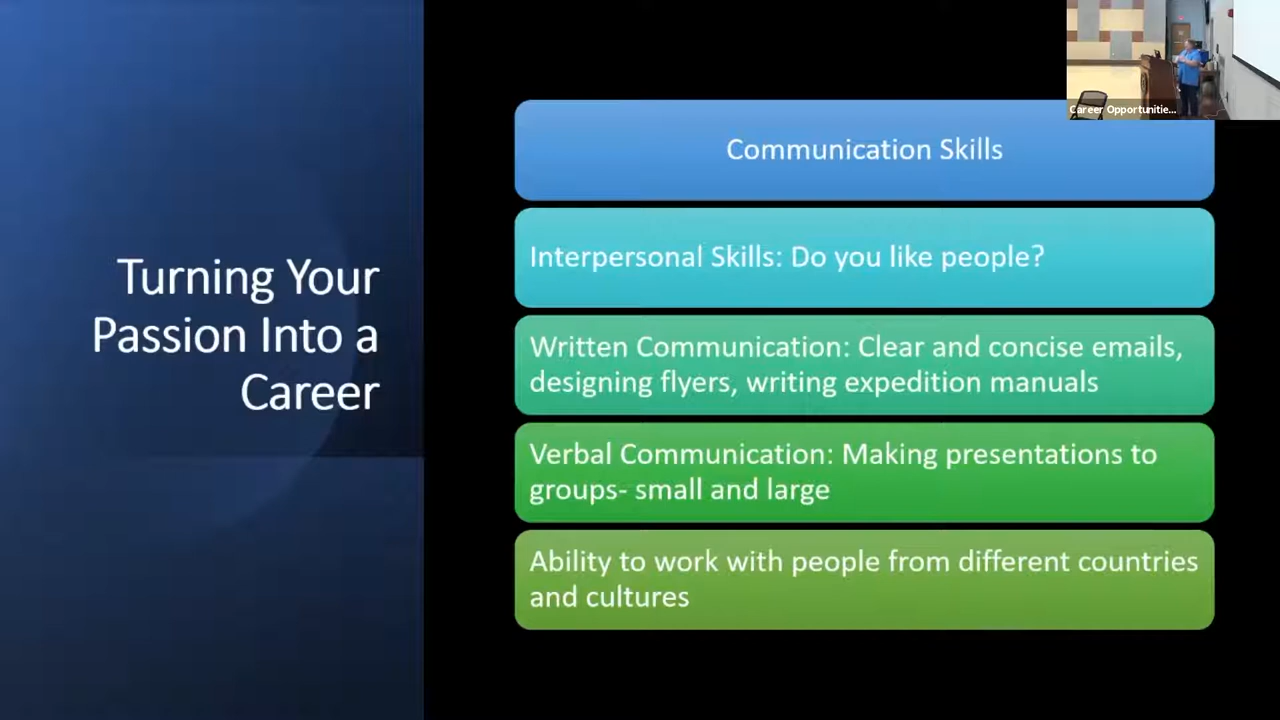 Career Opportunitie...
Turning Your
Passion Into a
Career
Communication Skills
Interpersonal Skills: Do you like people?
Written Communication: Clear and concise emails,
designing flyers, writing expedition manuals
Verbal Communication: Making presentations to
groups- small and large
Ability to work with people from different countries
and cultures